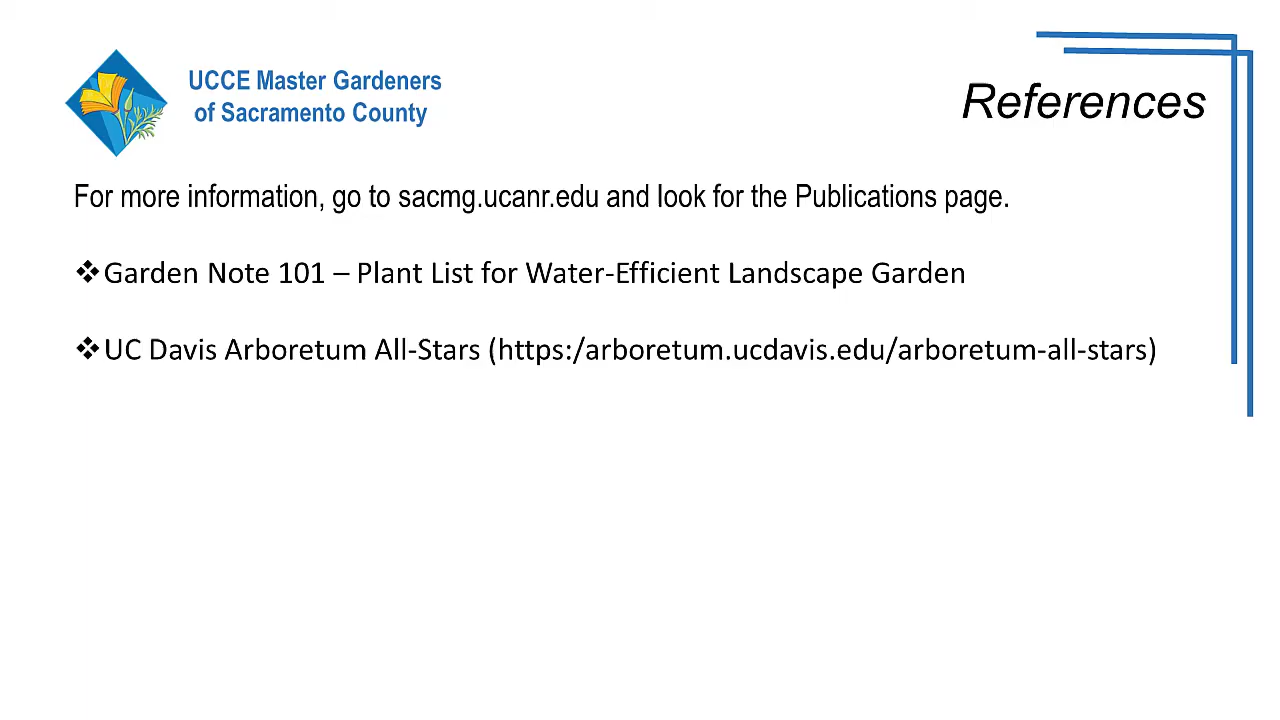 UCCE Master Gardeners
of Sacramento County
References
For more information, go to sacmg.ucanr.edu and look for the Publications page.
❖Garden Note 101 – Plant List for Water-Efficient Landscape Garden
❖UC Davis Arboretum All-Stars (https:/arboretum.ucdavis.edu/arboretum-all-stars)